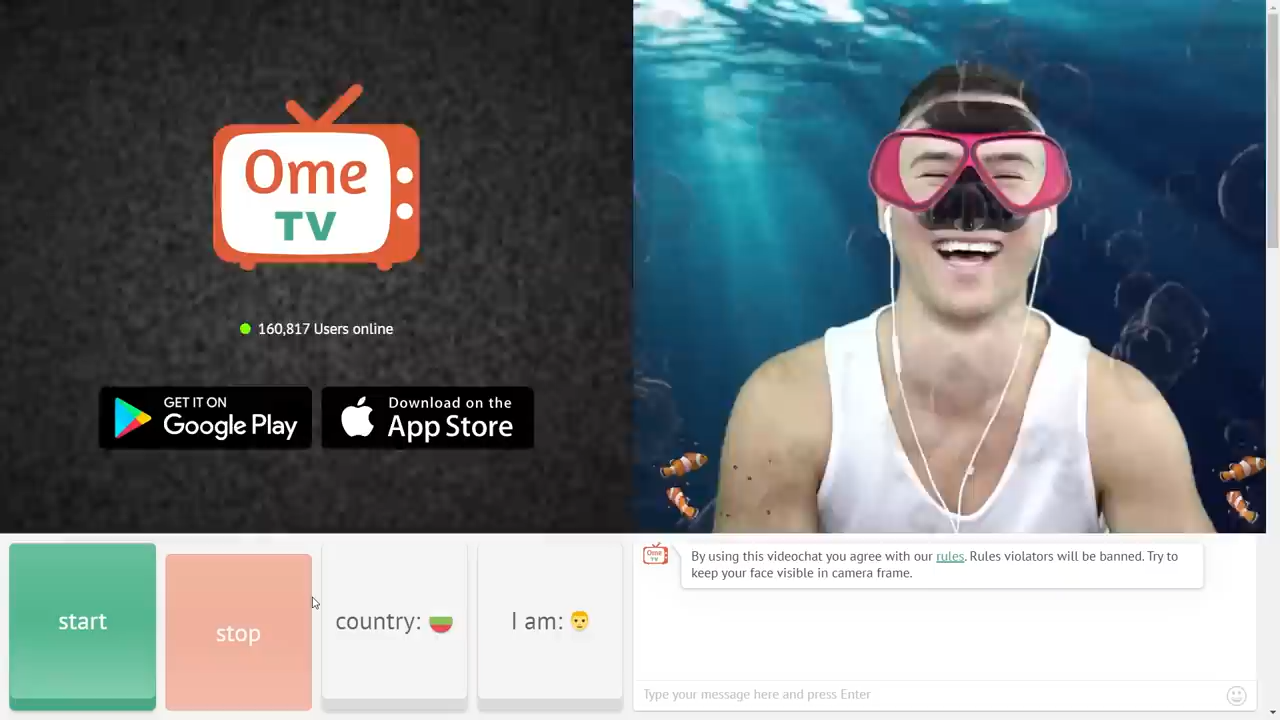 Ome
TV
160,817 Users online
GET IT ON
Google Play
Download on the
App Store
start
stop
country:
I am:
Ome
TV
By using this videochat you agree with our rules. Rules violators will be banned. Try to
keep your face visible in camera frame.
Type your message here and press Enter